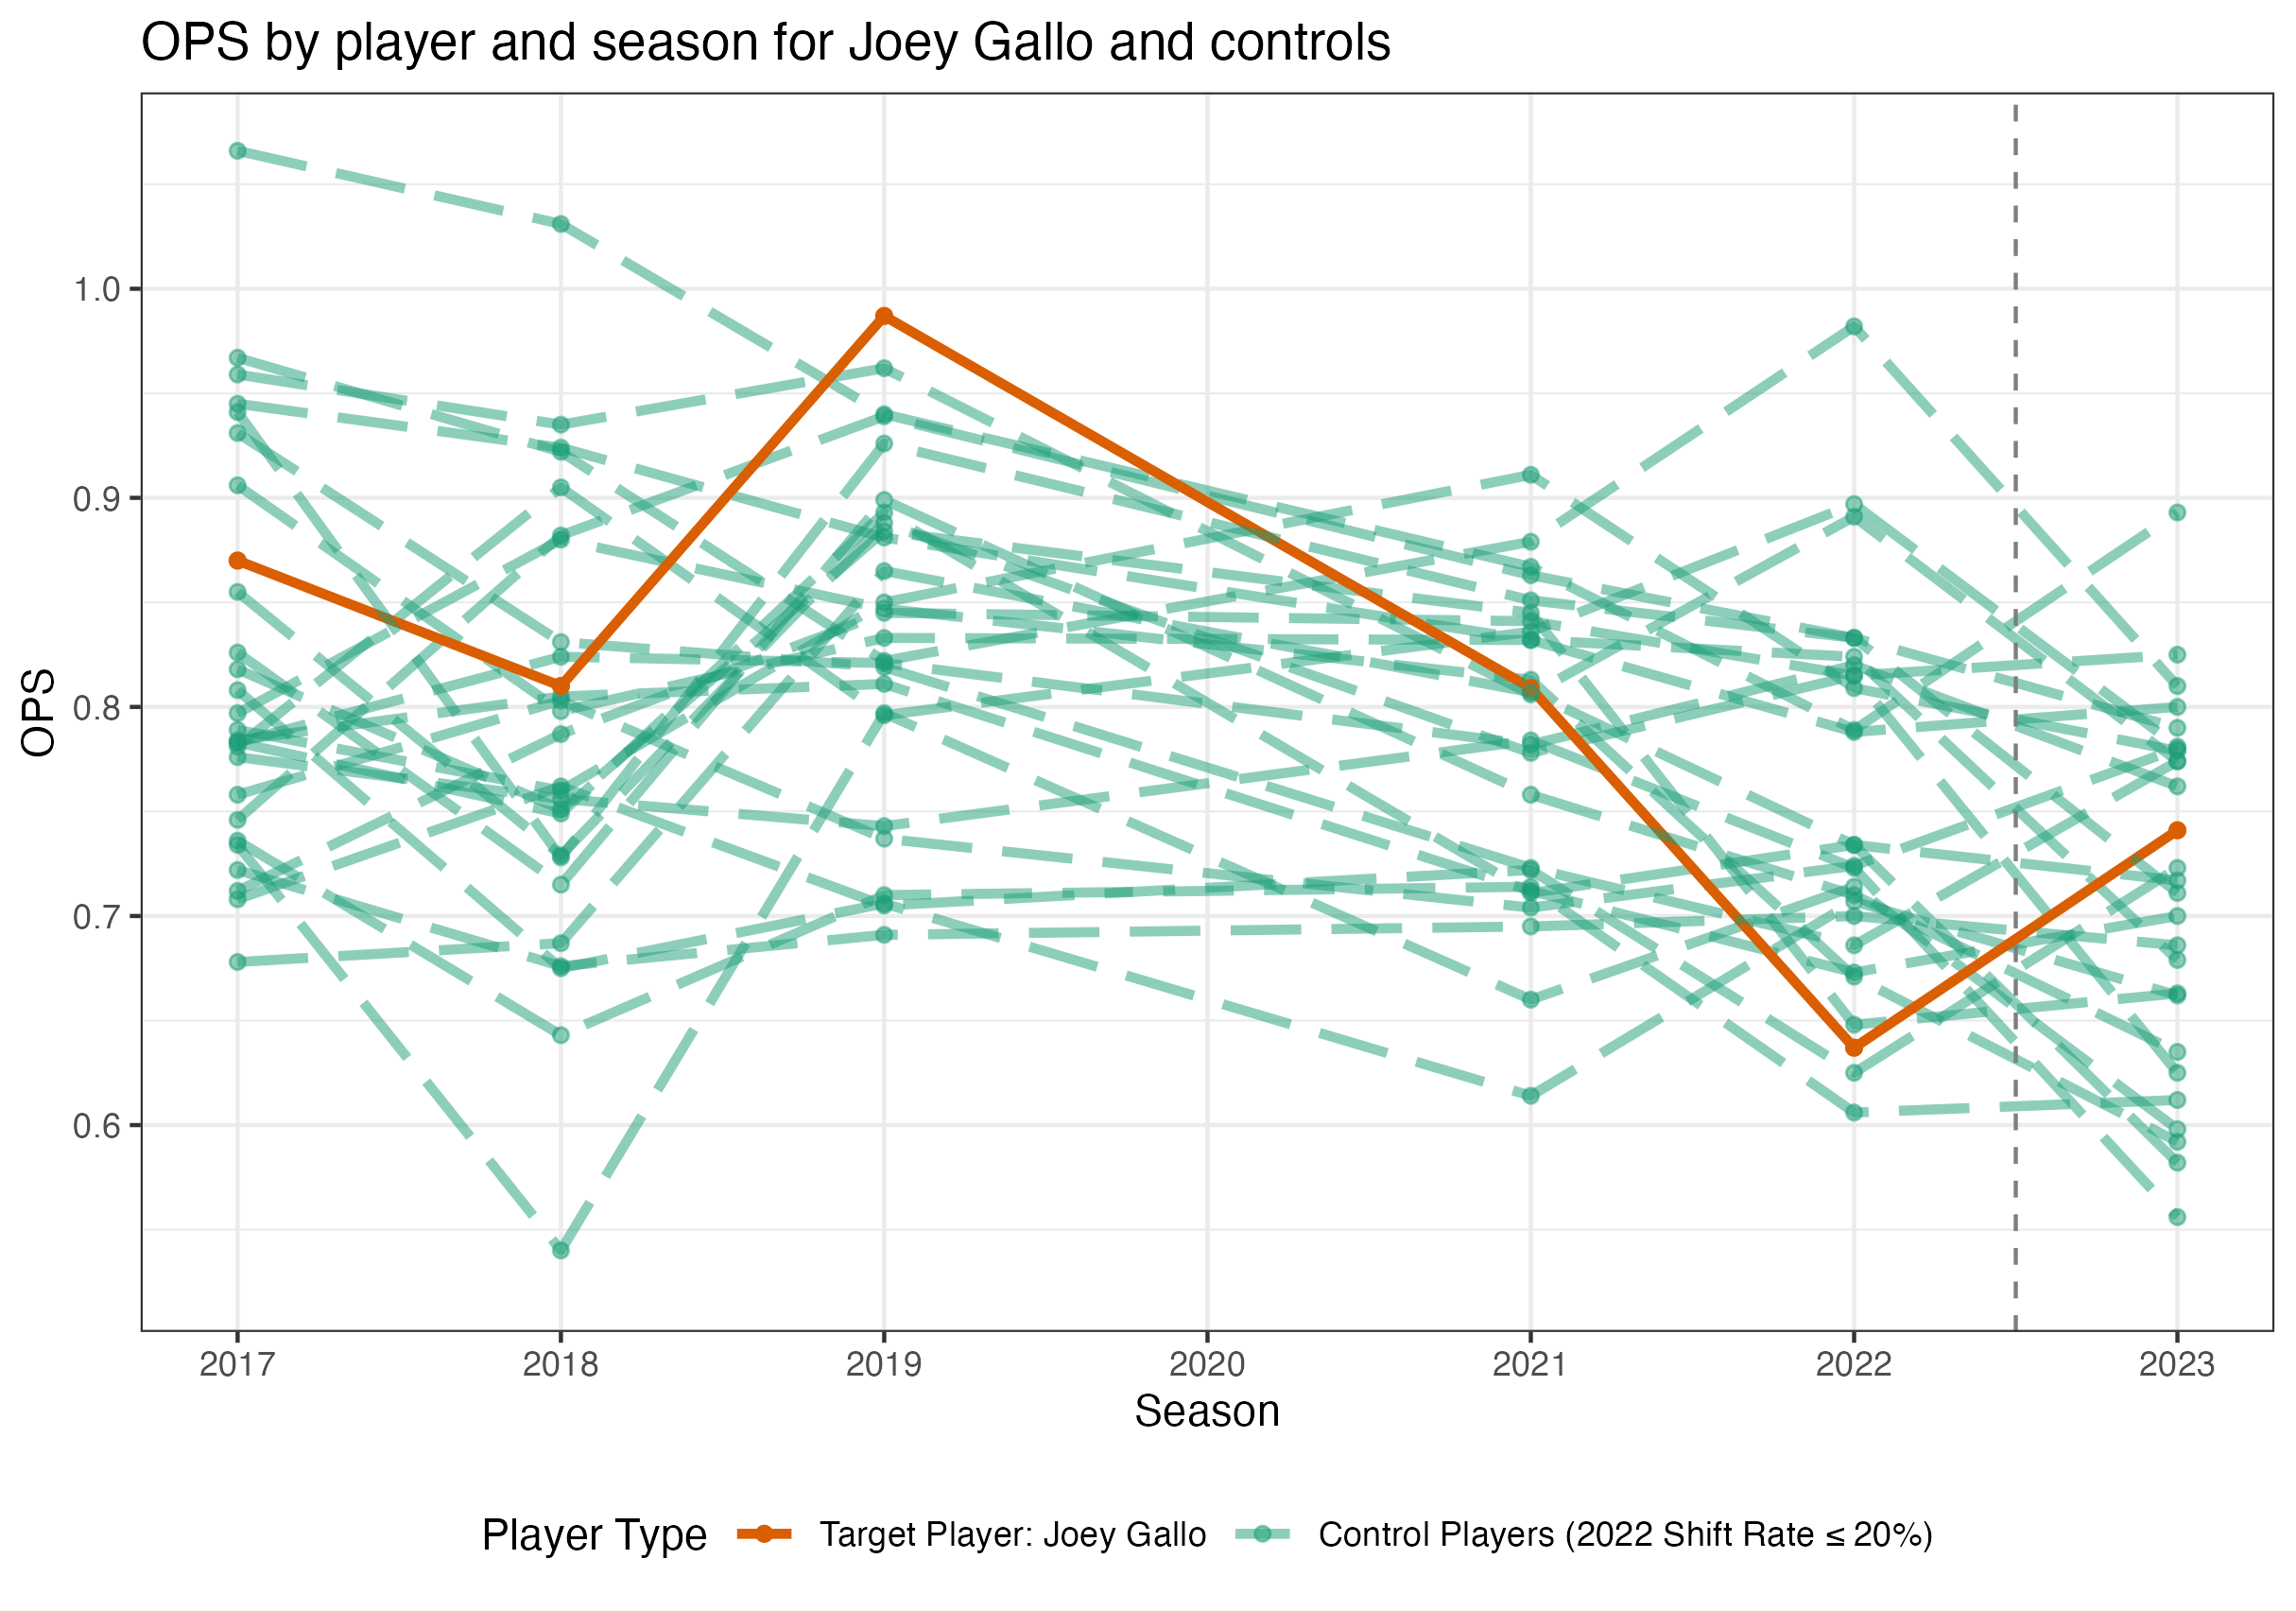 OPS by player and season for Joey Gallo and controls
OPS
1.0
0.9
0.8
0.7
0.6
2017 2018 2019 2020 2021 2022 2023
Season
Player Type Target Player: Joey Gallo Control Players (2022 Shift Rate ≤ 20%)